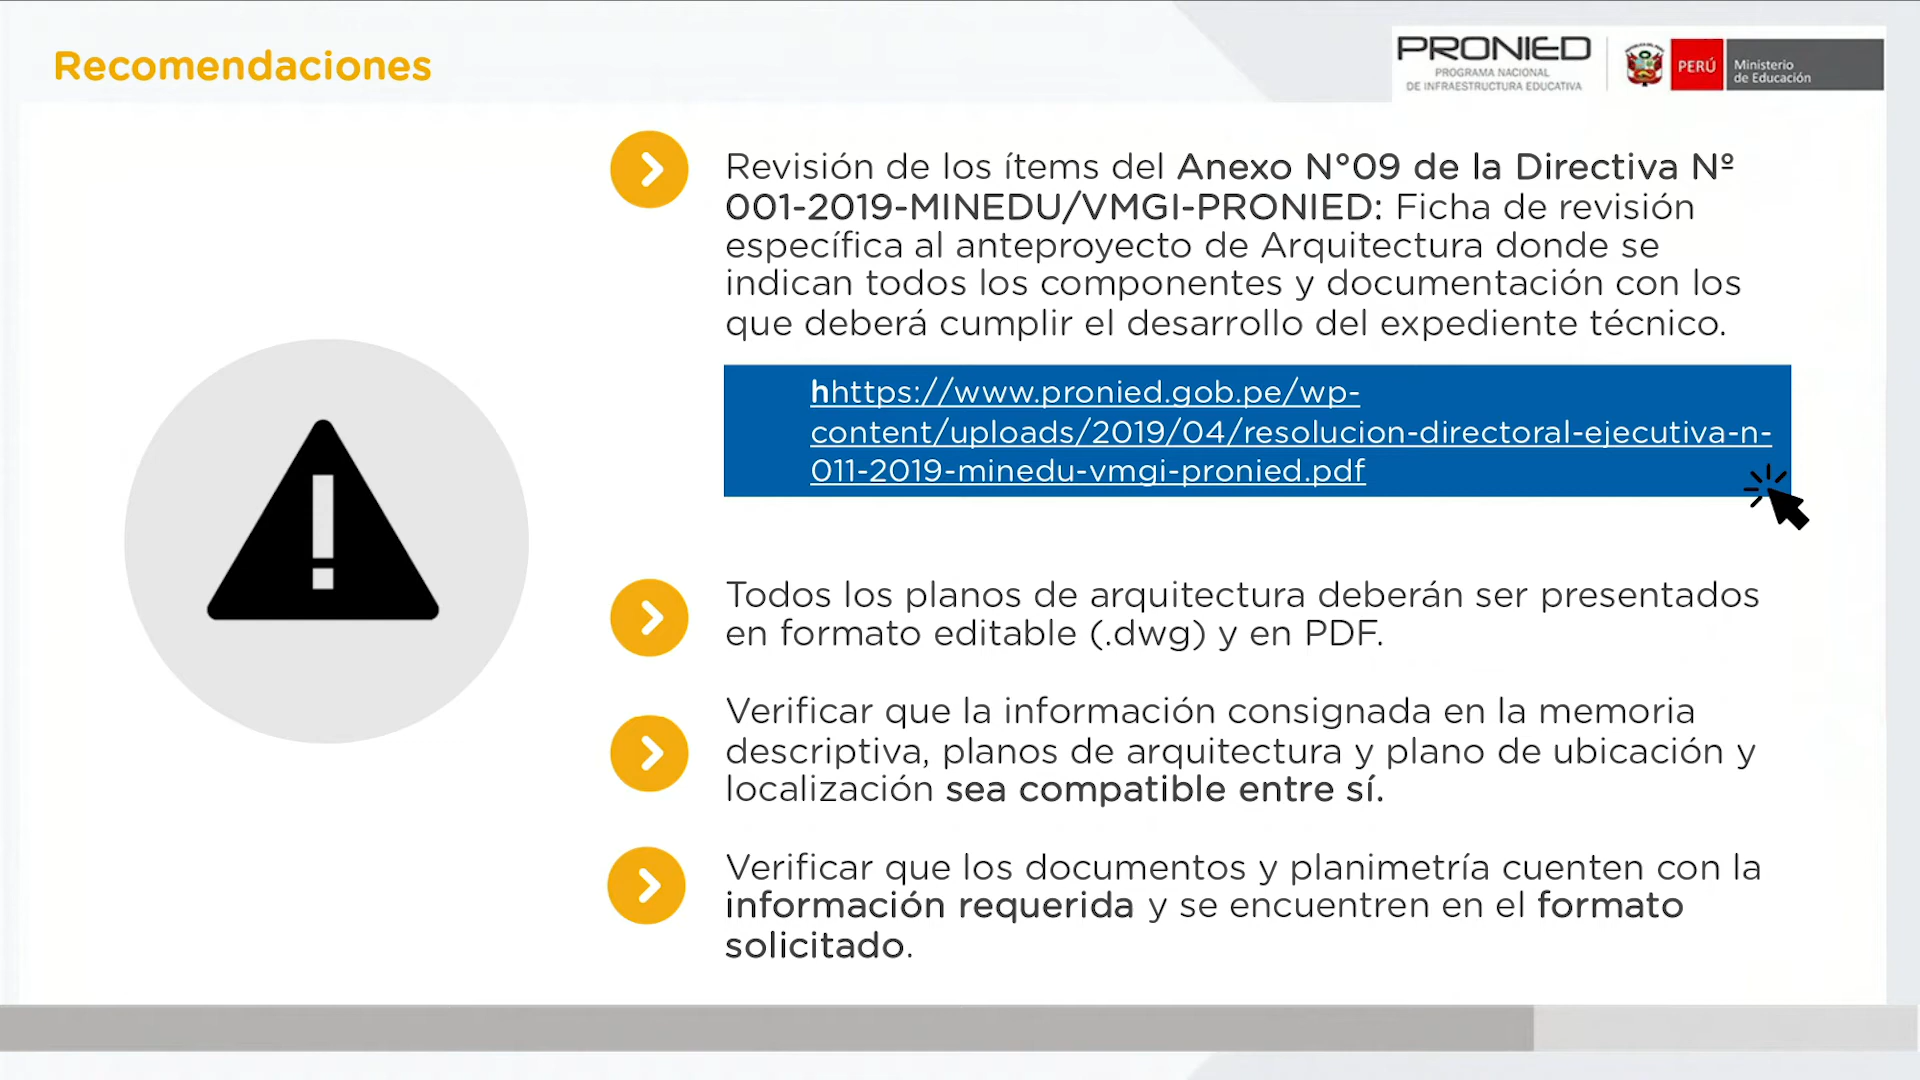 Recomendaciones
PRONIED
PROGRAMA NACIONAL
DE INFRAESTRUCTURA EDUCATIVA
PERÚ
Ministerio
de Educación
Revisión de los ítems del Anexo N°09 de la Directiva Nº
001-2019-MINEDU/VMGI-PRONIED: Ficha de revisión
específica al anteproyecto de Arquitectura donde se
indican todos los componentes y documentación con los
que deberá cumplir el desarrollo del expediente técnico.
hhttps://www.pronied.gob.pe/wp-
content/uploads/2019/04/resolucion-directoral-ejecutiva-n-
011-2019-minedu-vmgi-pronied.pdf
Todos los planos de arquitectura deberán ser presentados
en formato editable (.dwg) y en PDF.
Verificar que la información consignada en la memoria
descriptiva, planos de arquitectura y plano de ubicación y
localización sea compatible entre sí.
Verificar que los documentos y planimetría cuenten con la
información requerida y se encuentren en el formato
solicitado.